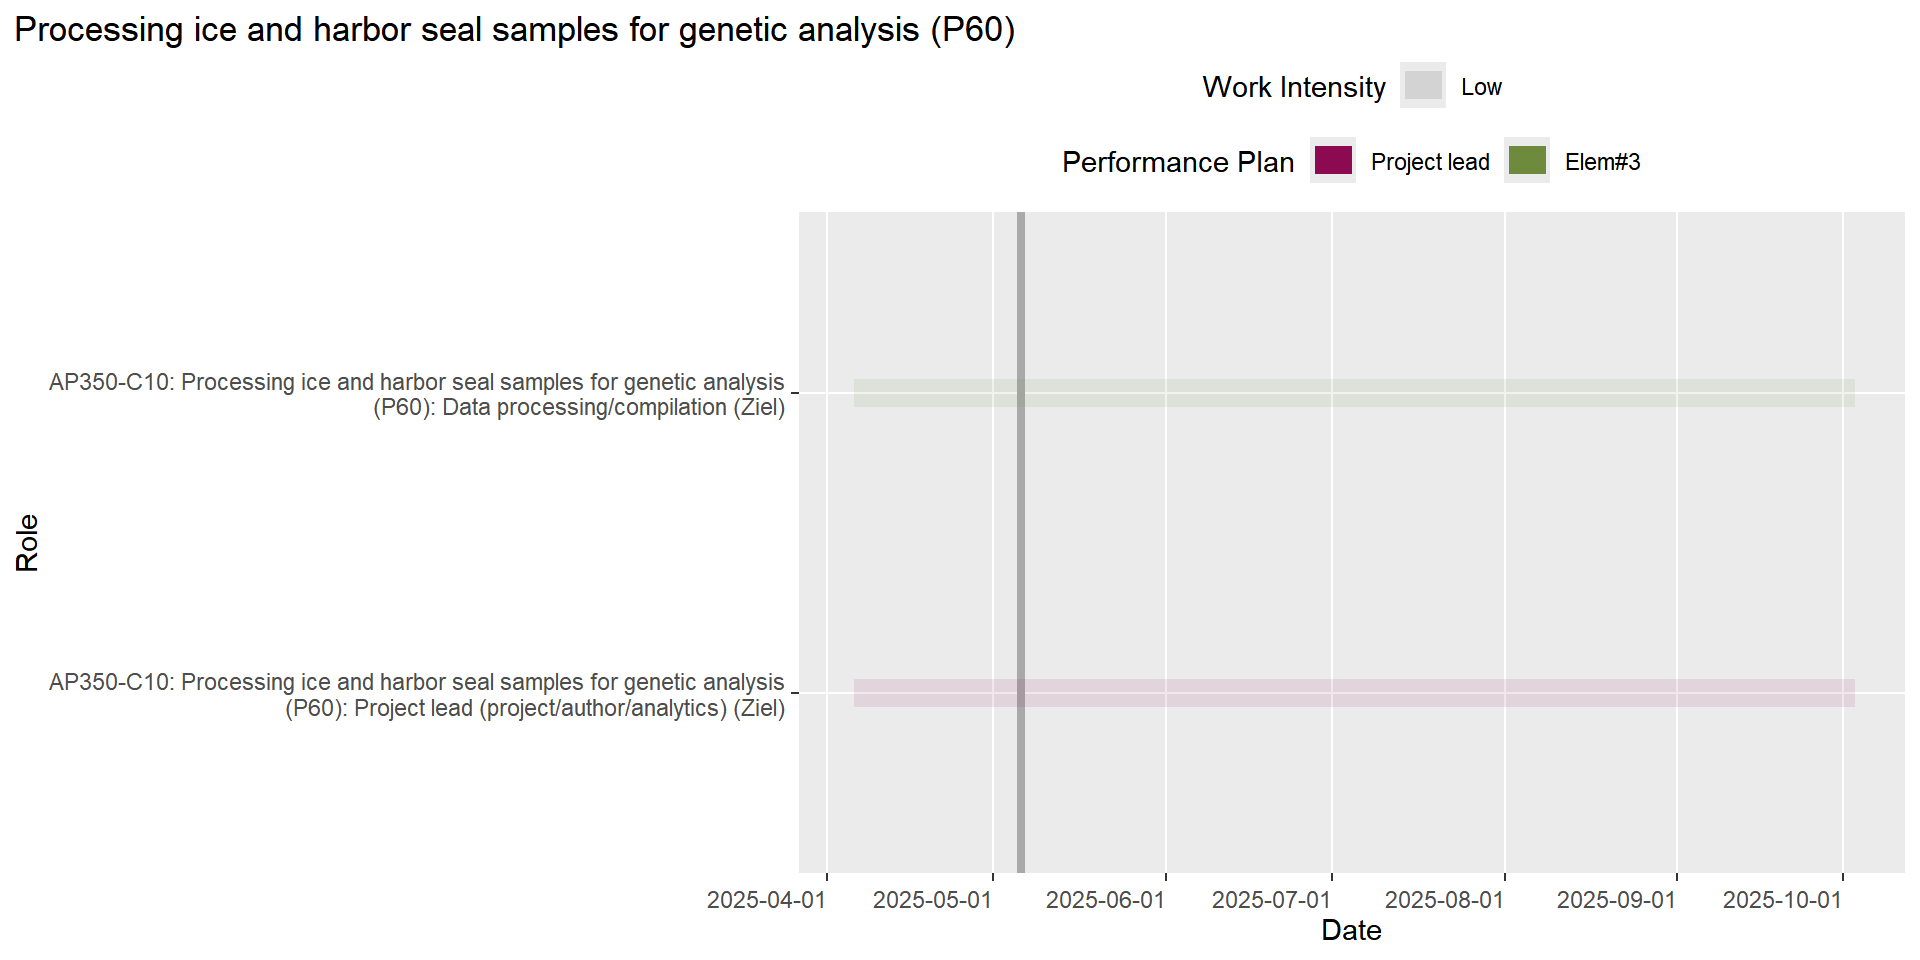 Processing ice and harbor seal samples for genetic analysis (P60)
Work Intensity Low
Performance Plan Project lead Elem#3
AP350-C10: Processing ice and harbor seal samples for genetic analysis
(P60): Data processing/compilation (Ziel)
Role
AP350-C10: Processing ice and harbor seal samples for genetic analysis
(P60): Project lead (project/author/analytics) (Ziel)
2025-04-01 2025-05-01 2025-06-01 2025-07-01 2025-08-01 2025-09-01 2025-10-01
Date